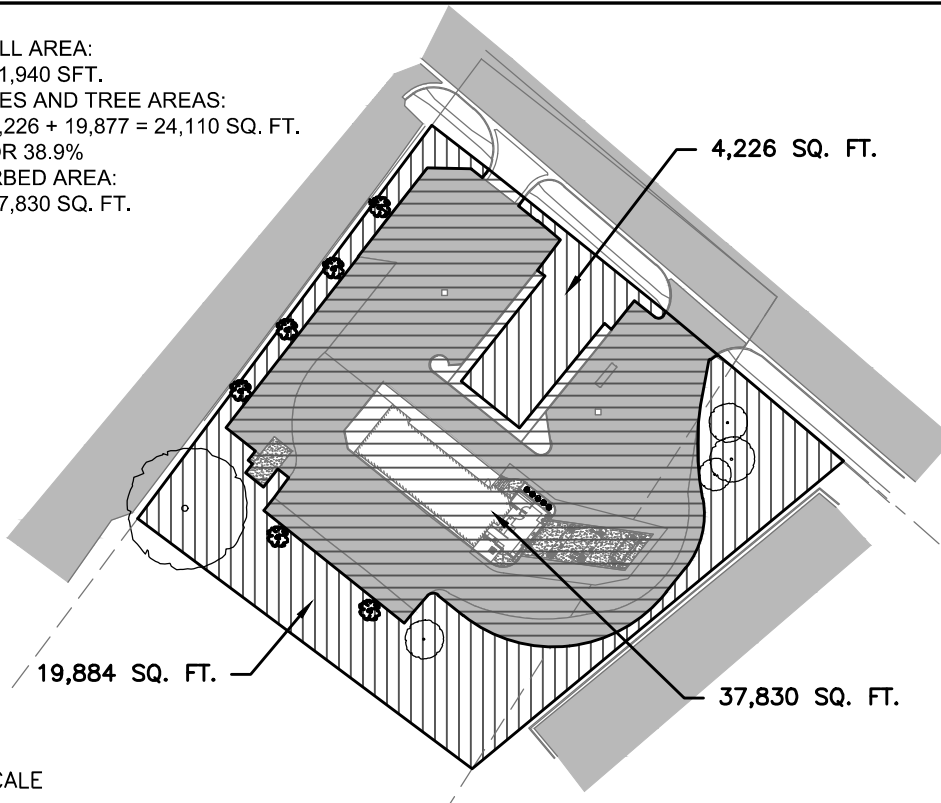 LL AREA:
1,940 SFT.
ES AND TREE AREAS:
,226 + 19,877 = 24,110 SQ. FT.
OR 38.9%
RBED AREA:
7,830 SQ. FT.
4,226 SQ. FT.
19,884 SQ. FT.
37,830 SQ. FT.
CALE